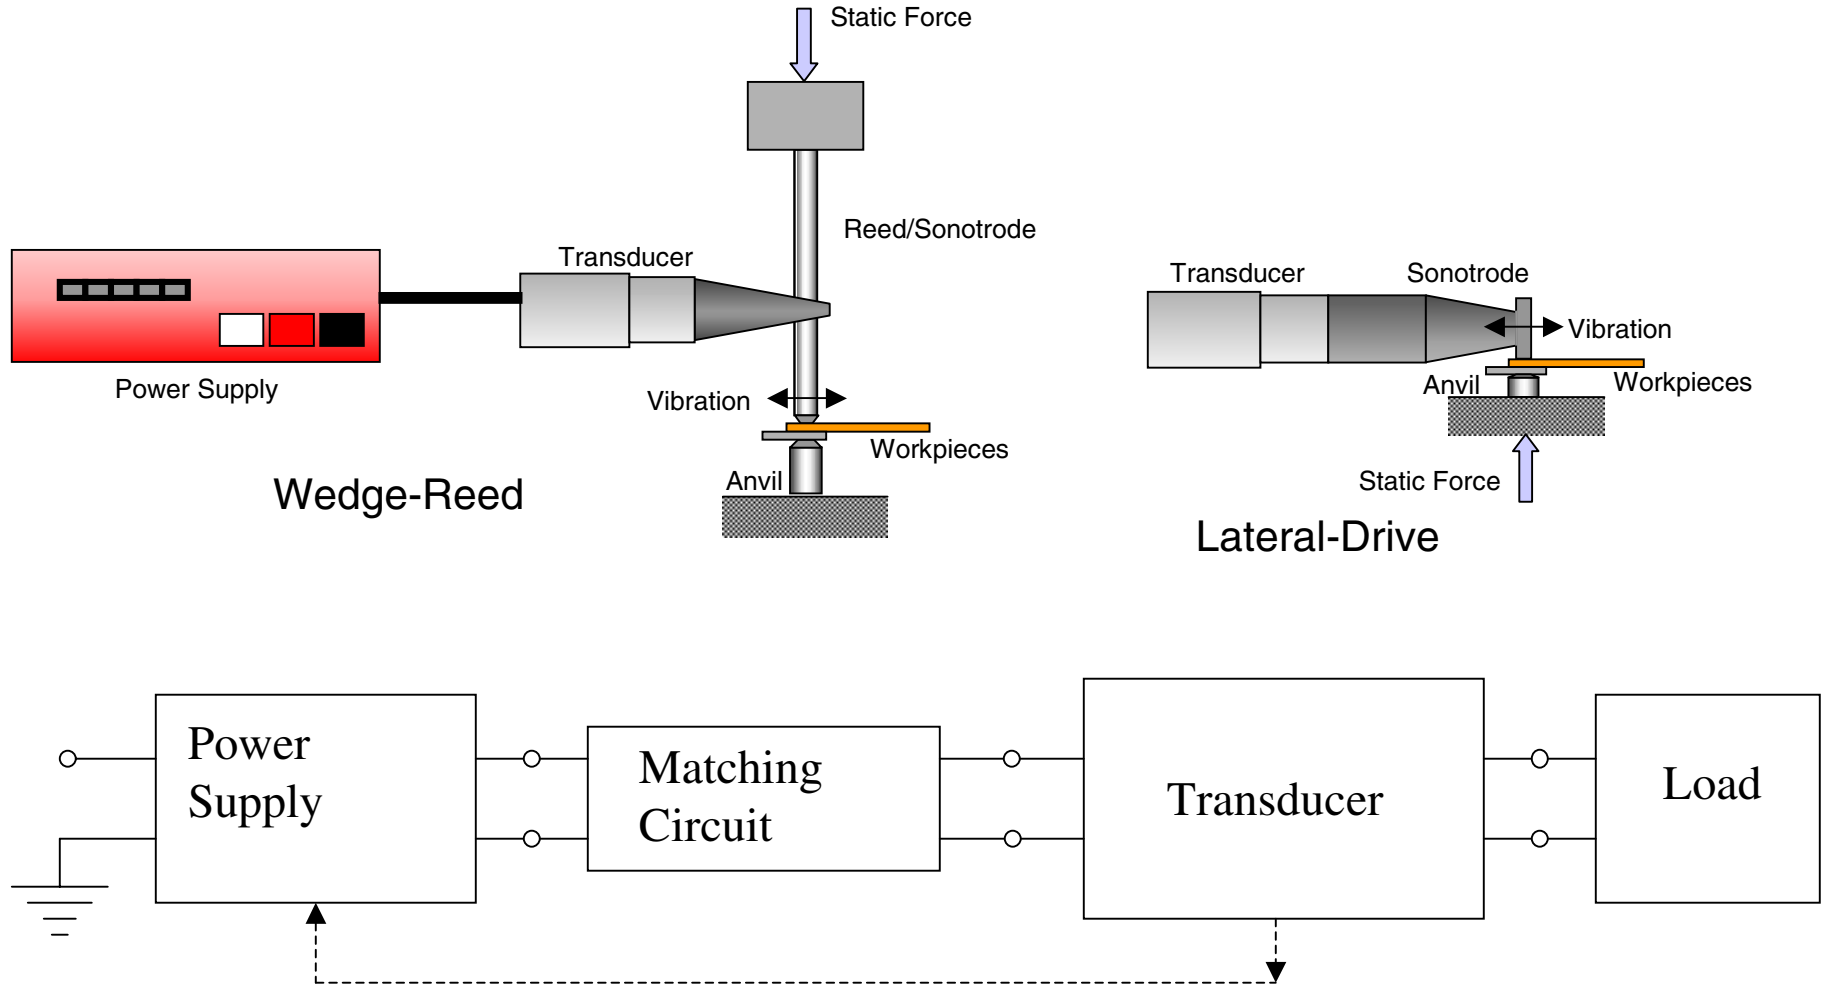 Static Force
Reed/Sonotrode
Transducer
Power Supply
Vibration
Workpieces
Anvil
Wedge-Reed
Transducer
Sonotrode
Vibration
Workpieces
Anvil
Static Force
Lateral-Drive
Power
Supply
Matching
Circuit
Transducer
Load